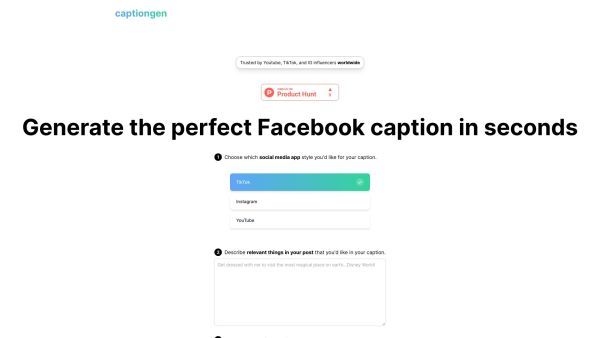 captiongen
Trusted by Youtube, TikTok, and IG influencers worldwide
Product Hunt
Generate the perfect Facebook caption in seconds
1 Choose which social media app style you'd like for your caption.
TikTok
Instagram
YouTube
2 Describe relevant things in your post that you'd like in your caption.
Get dressed with me to visit the most magical place on earth...Disney World!